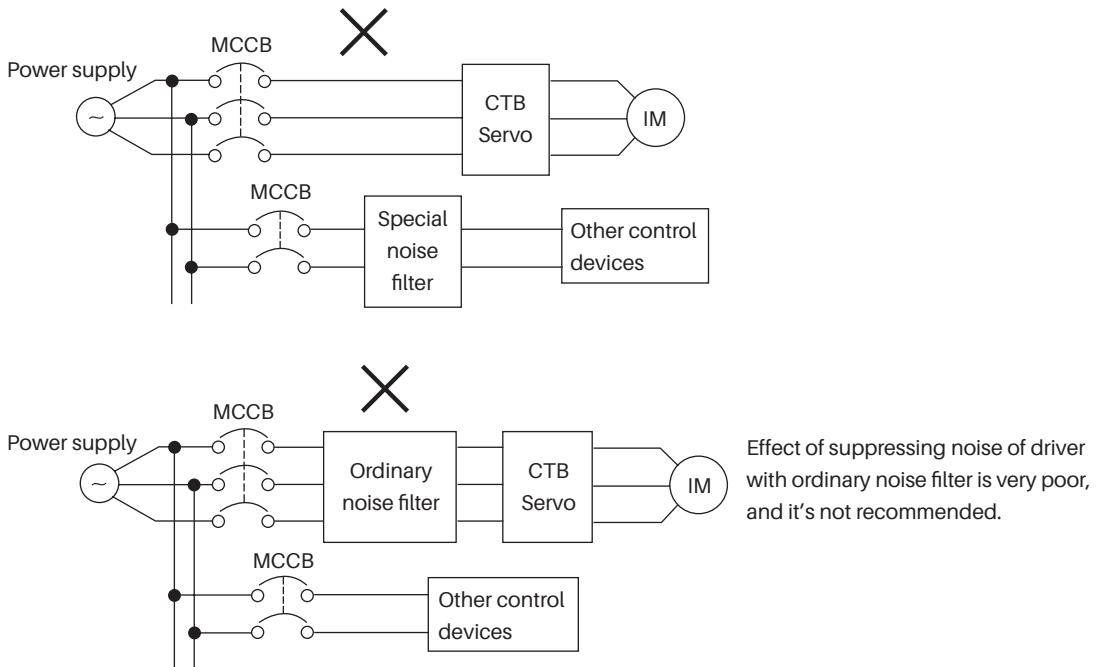 MCCB
Power supply
~
CTB
Servo
IM
MCCB
Special
noise
filter
Other control
devices
MCCB
Power supply
~
Ordinary
noise filter
CTB
Servo
IM
Effect of suppressing noise of driver
with ordinary noise filter is very poor,
and it's not recommended.
MCCB
Other control
devices